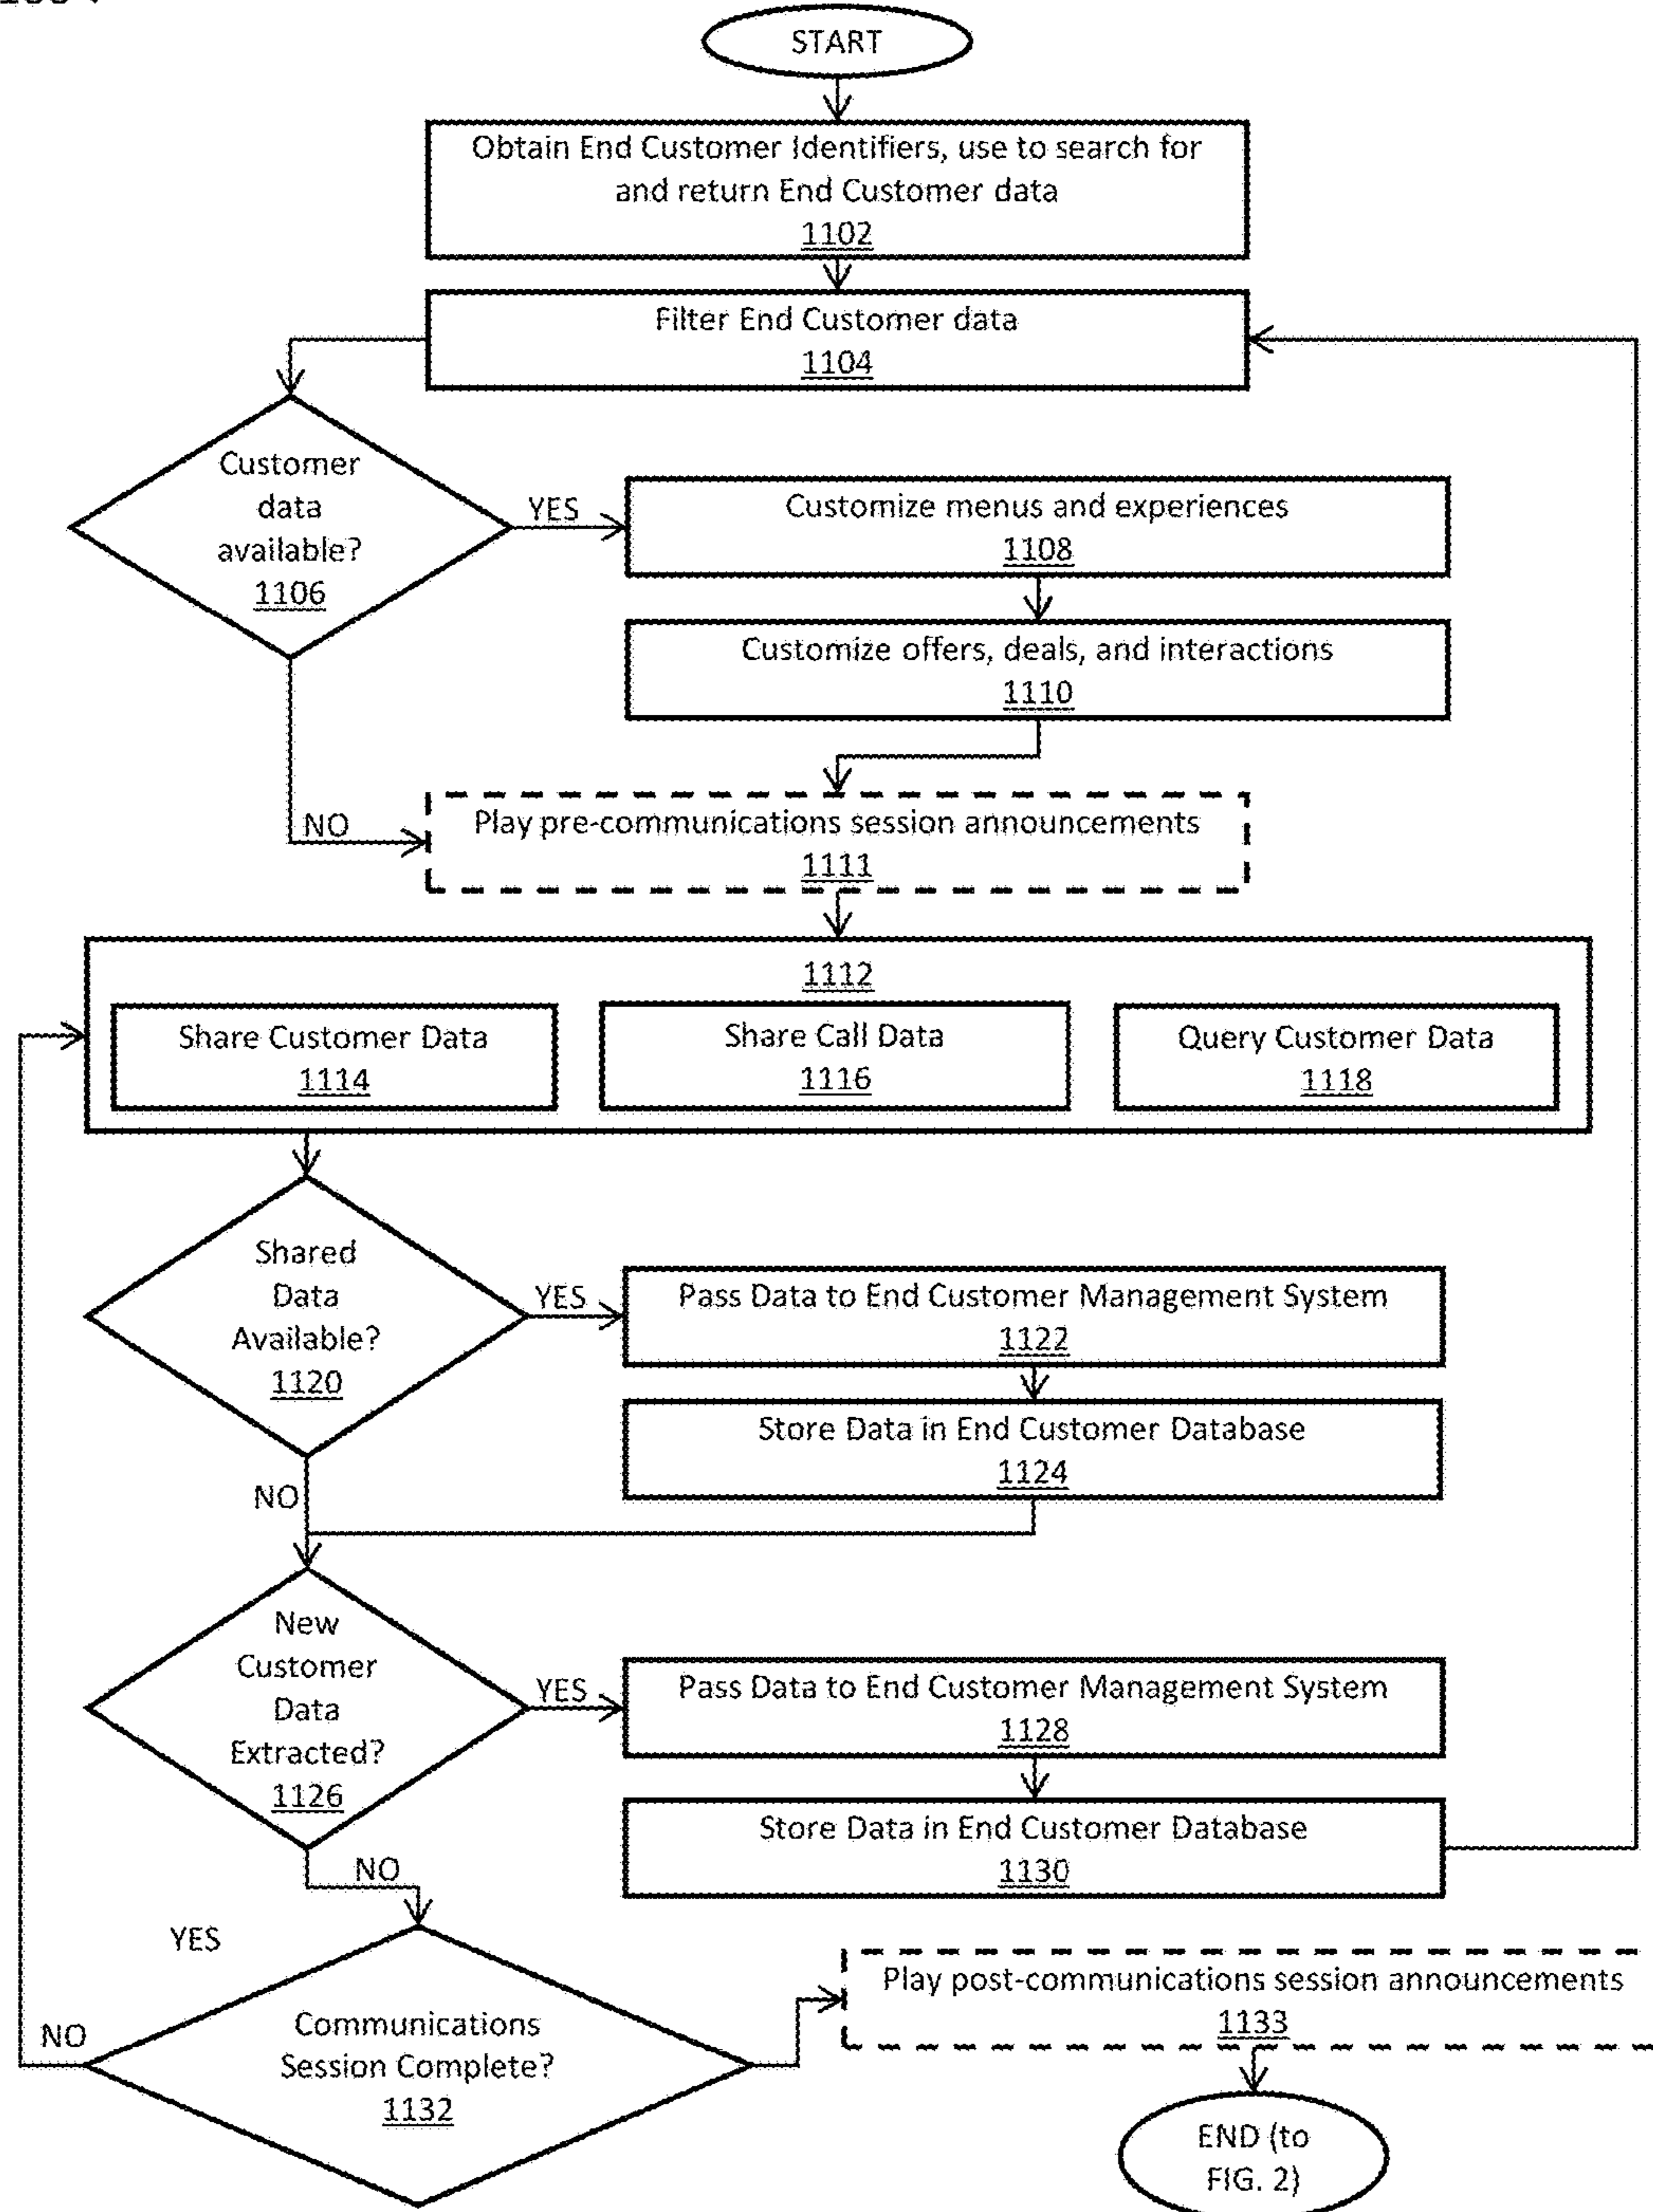 START
Obtain End Customer Identifiers, use to search for
and return End Customer data
1102
Filter End Customer data
1104
Customer
data
available?
1106
YES
Customize menus and experiences
1108
Customize offers, deals, and interactions
1110
NO
Play pre-communications session announcements
1111
1112
Share Customer Data
1114
Share Call Data
1116
Query Customer Data
1118
Shared
Data
Available?
1120
YES
Pass Data to End Customer Management System
1122
Store Data in End Customer Database
1124
NO
New
Customer
Data
Extracted?
1126
YES
Pass Data to End Customer Management System
1128
Store Data in End Customer Database
1130
NO
YES
NO
Communications
Session Complete?
1132
Play post-communications session announcements
1133
END (to
FIG. 2)